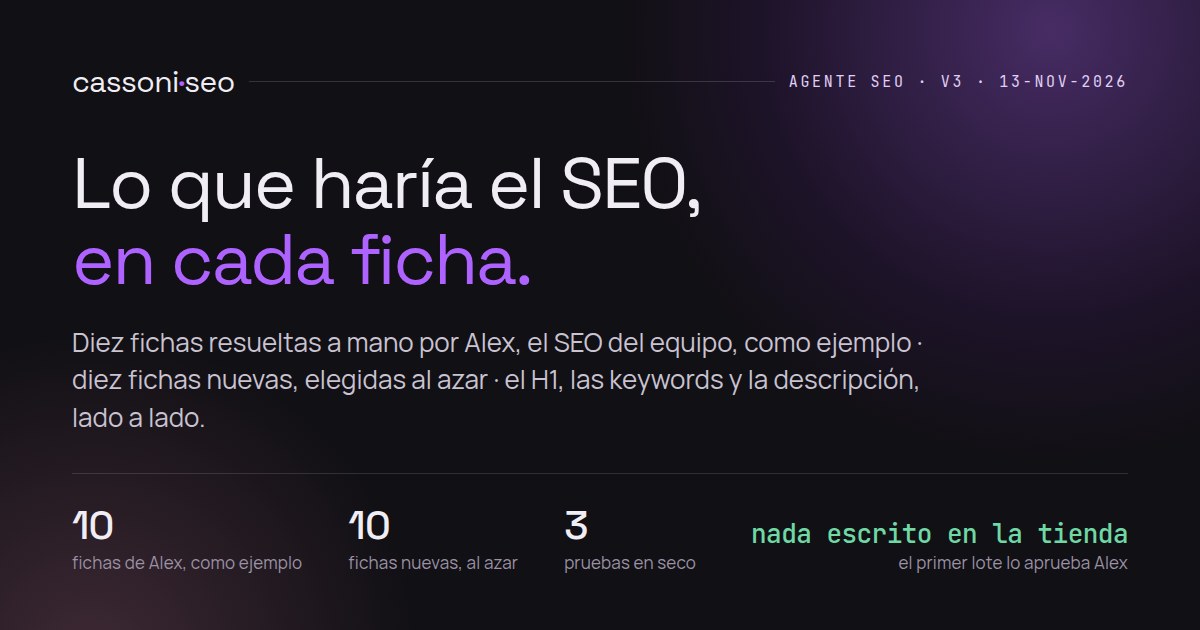 cassoni·seo
AGENTE SEO · V3 · 13-NOV-2026
Lo que haría el SEO,
en cada ficha.
Diez fichas resueltas a mano por Alex, el SEO del equipo, como ejemplo ·
diez fichas nuevas, elegidas al azar · el H1, las keywords y la descripción,
lado a lado.
10
fichas de Alex, como ejemplo
10
fichas nuevas, al azar
3
pruebas en seco
nada escrito en la tienda
el primer lote lo aprueba Alex